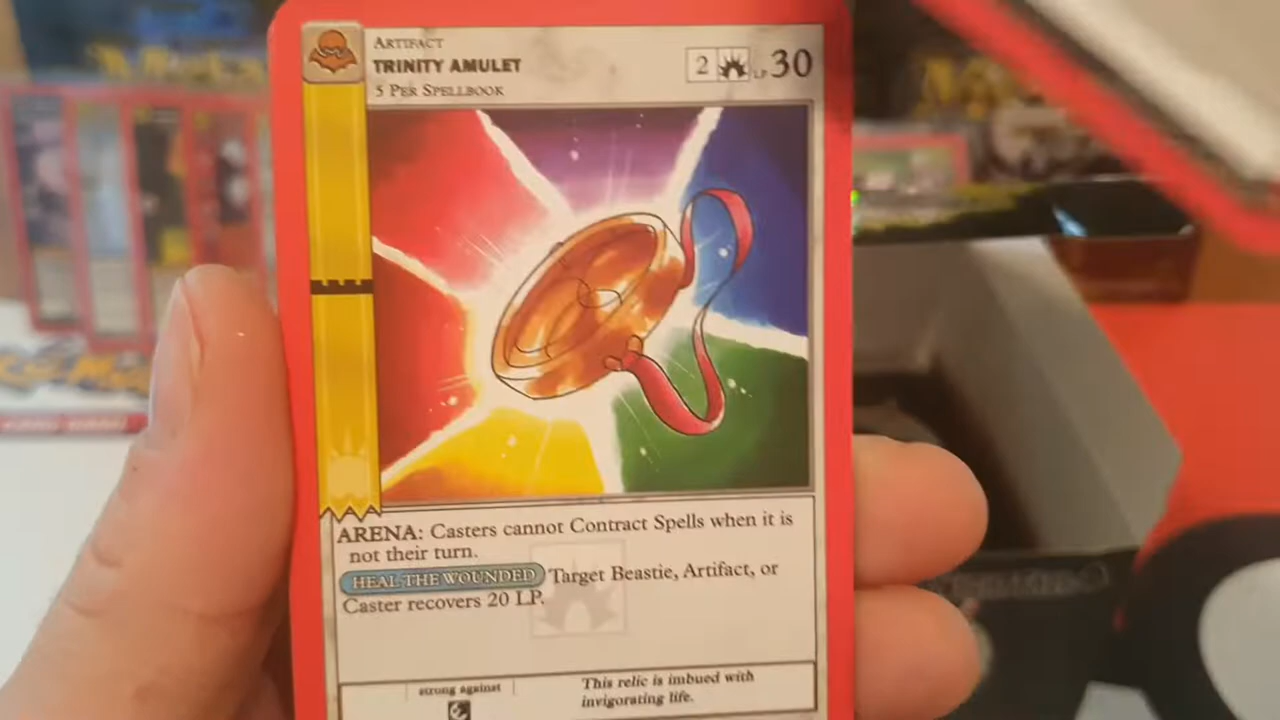 ARTIFACT
TRINITY AMULET
2 LP 30
5 PER SPELLBOOK
ARENA: Casters cannot Contract Spells when it is
not their turn.
HEAL THE WOUNDED Target Beastie, Artifact, or
Caster recovers 20 LP.
strong against
This relic is imbued with
invigorating life.